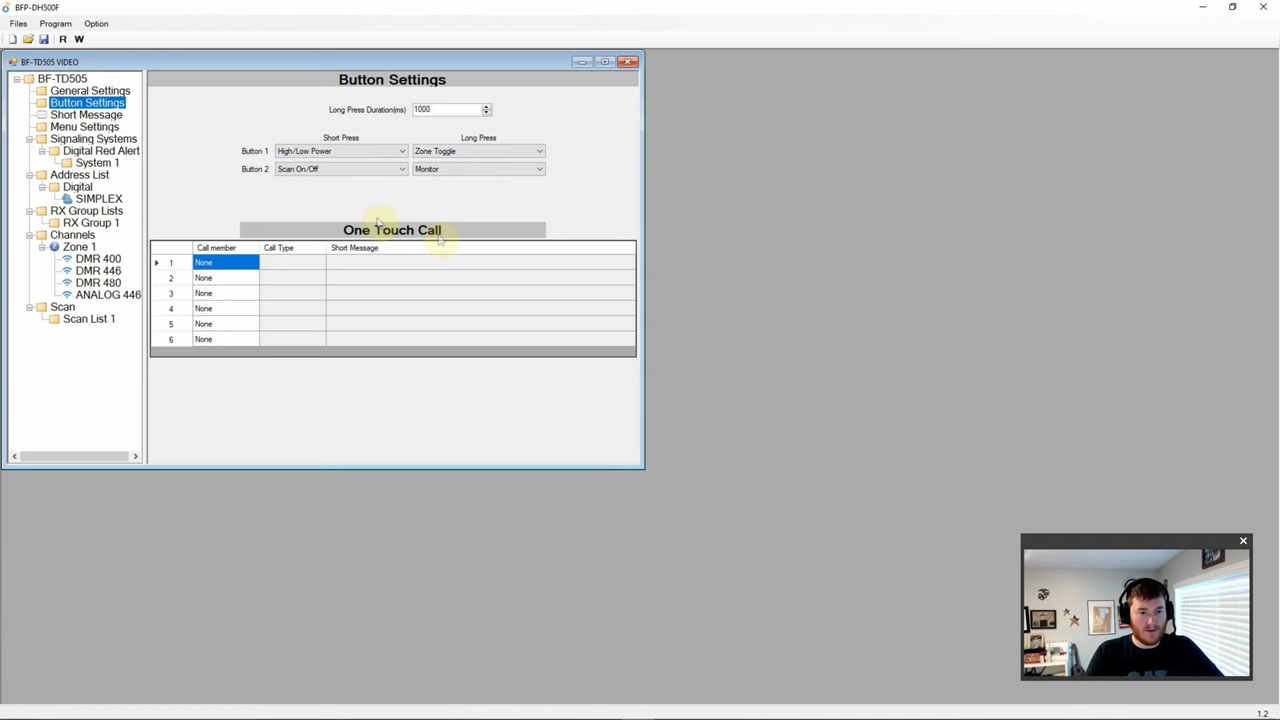 BFP-DH500F
Files Program Option
R W
BF-TD505 VIDEO
BF-TD505
General Settings
Button Settings
Short Message
Menu Settings
Signaling Systems
Digital Red Alert
System 1
Address List
Digital
SIMPLEX
RX Group Lists
RX Group 1
Channels
Zone 1
DMR 400
DMR 446
DMR 480
ANALOG 446
Scan
Scan List 1
Button Settings
Long Press Duration(ms) 1000
Short Press Long Press
Button 1 High/Low Power Zone Toggle
Button 2 Scan On/Off Monitor
One Touch Call
Call member Call Type Short Message
1 None
2 None
3 None
4 None
5 None
6 None
1.2